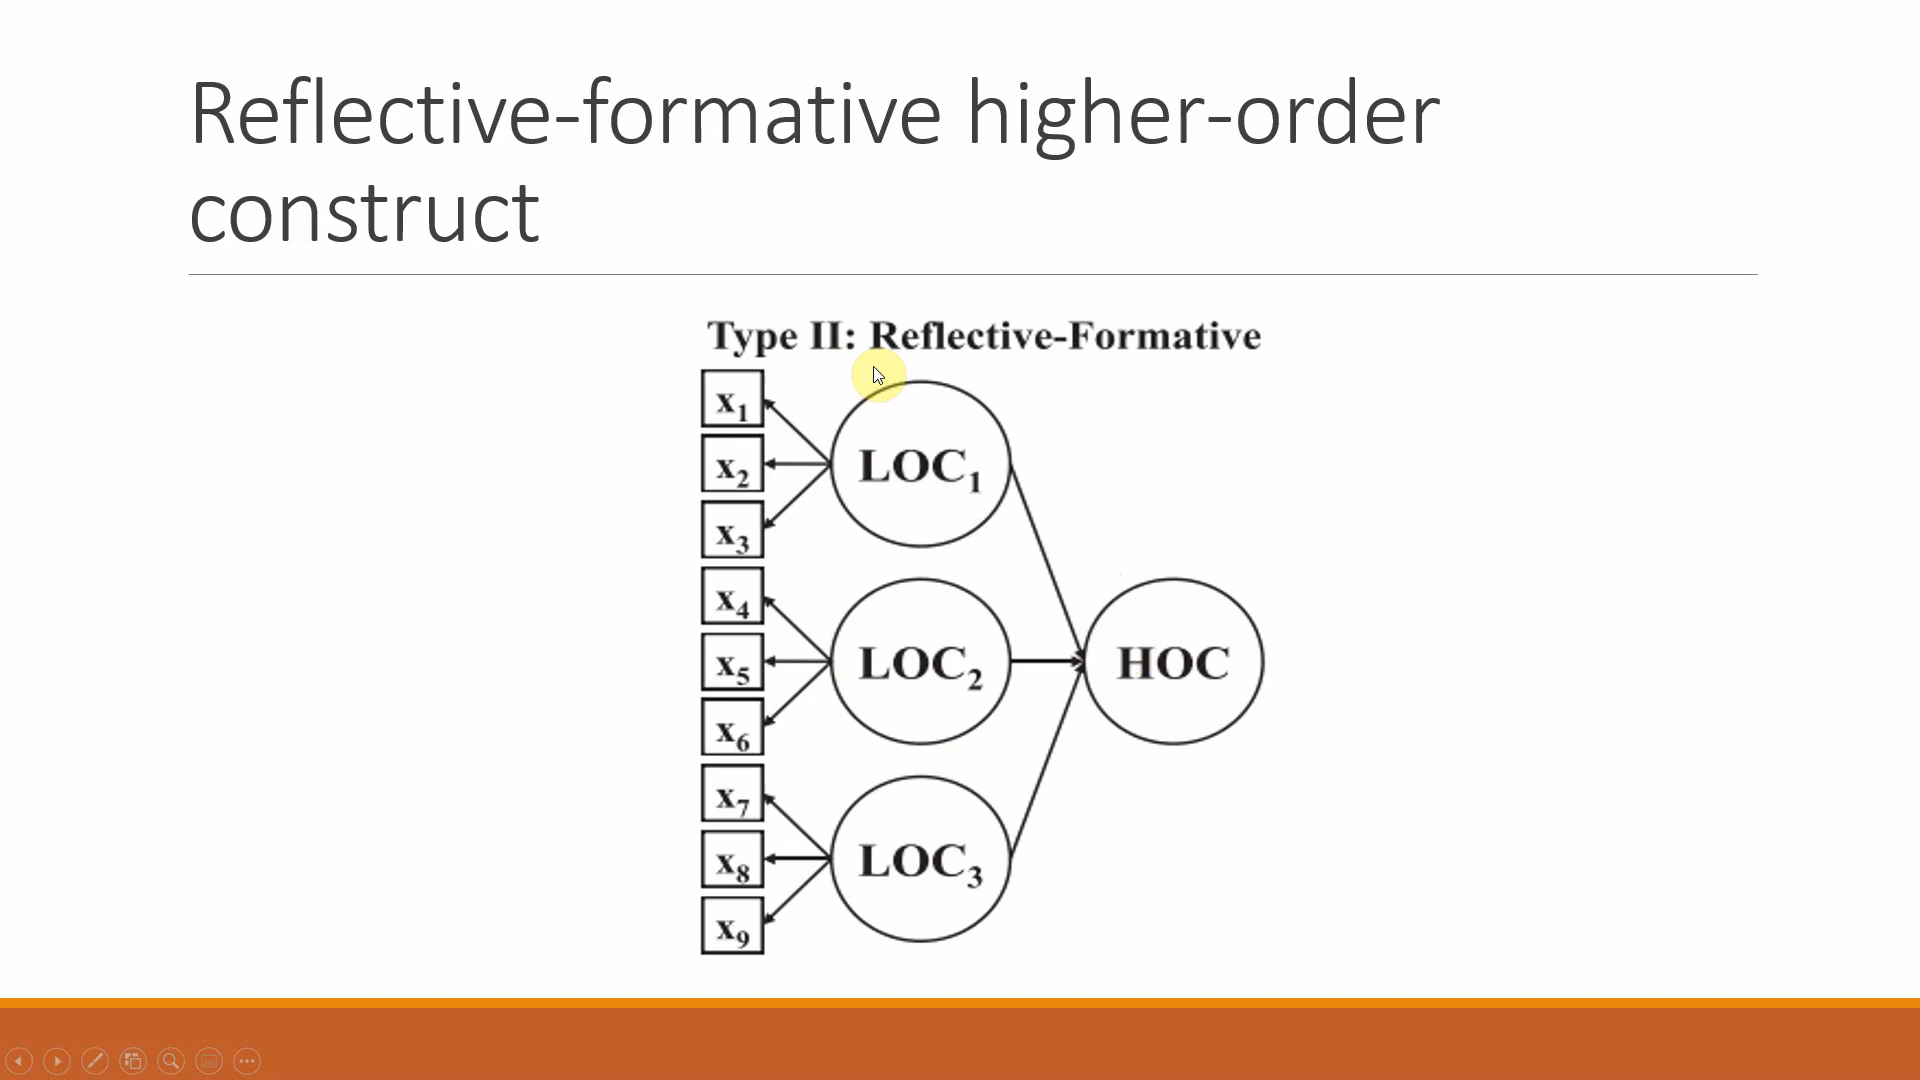 Reflective-formative higher-order
construct
Type II: Reflective-Formative
x1
x2
x3
LOC1
x4
x5
x6
LOC2
HOC
x7
x8
x9
LOC3